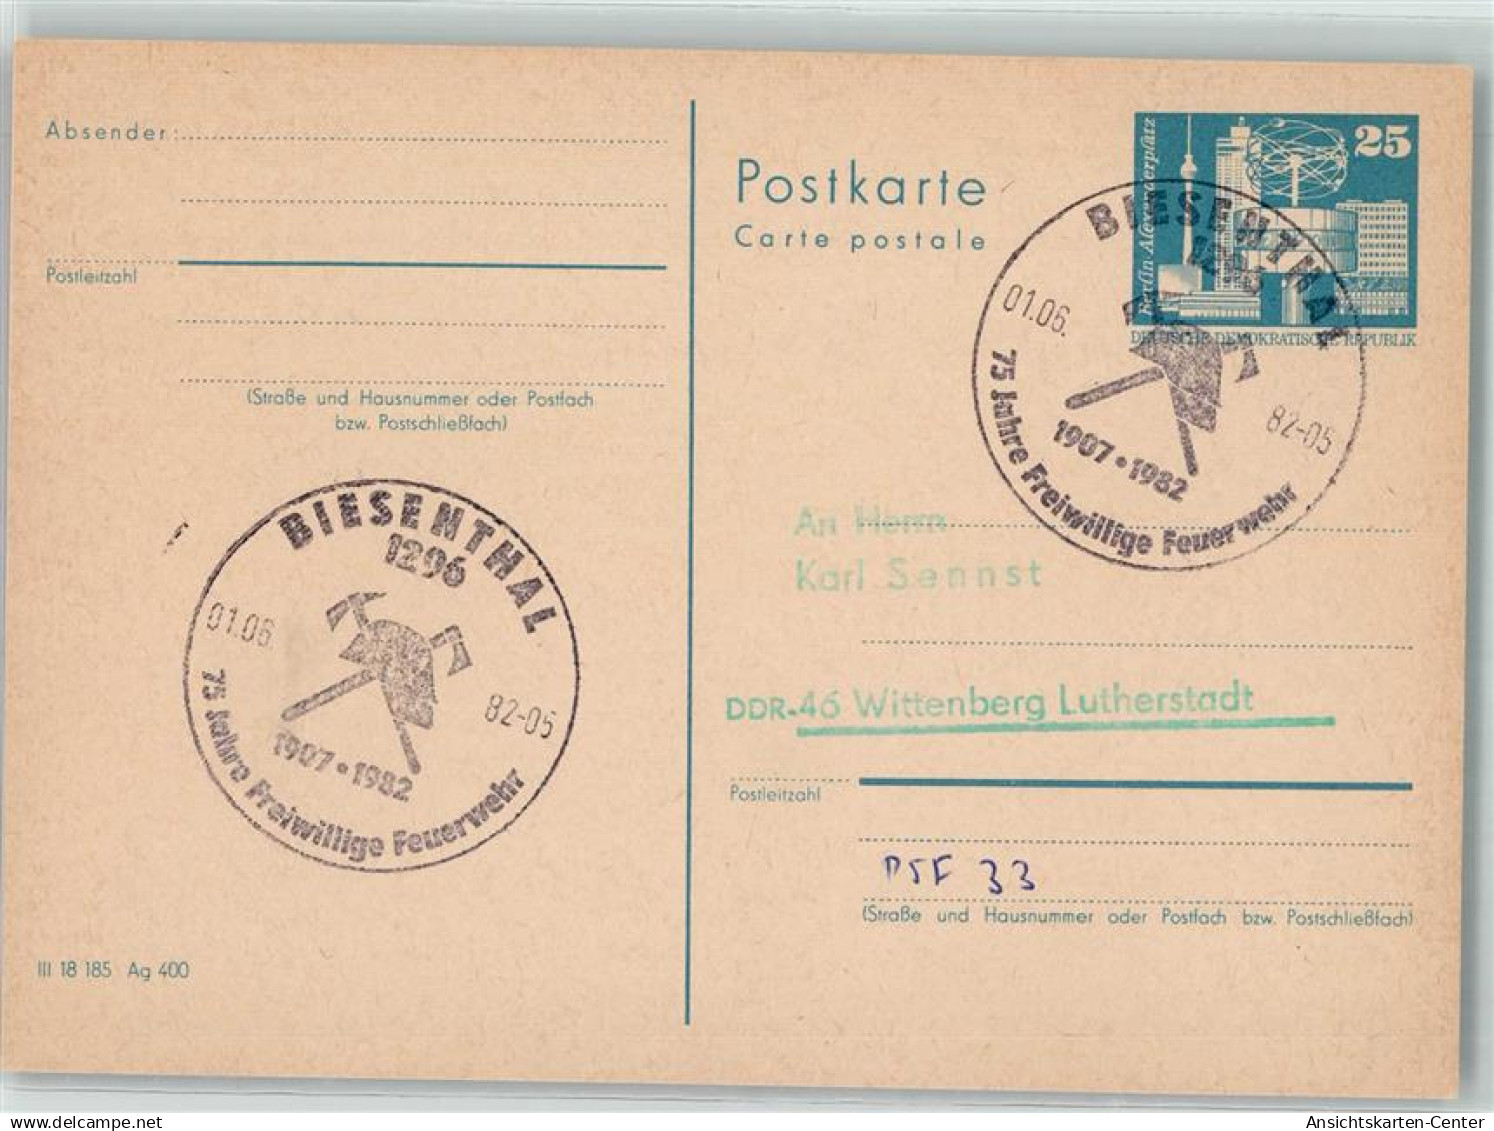 Absender:
Postleitzahl
(Straße und Hausnummer oder Postfach
bzw. Postschließfach)
BIESENTHAL
1296
01.06.
82-05
1907 • 1982
75 Jahre Freiwillige Feuerwehr
III 18 185 Ag 400
Postkarte
Carte postale
Berlin-Alexanderplatz
25
DEUTSCHE DEMOKRATISCHE REPUBLIK
BIESENTHAL
1296
01.06.
82-05
1907 • 1982
75 Jahre Freiwillige Feuerwehr
An Herrn
Karl Sennst
DDR-46 Wittenberg Lutherstadt
Postleitzahl
PSF 33
(Straße und Hausnummer oder Postfach bzw. Postschließfach)
Ansichtskarten-Center